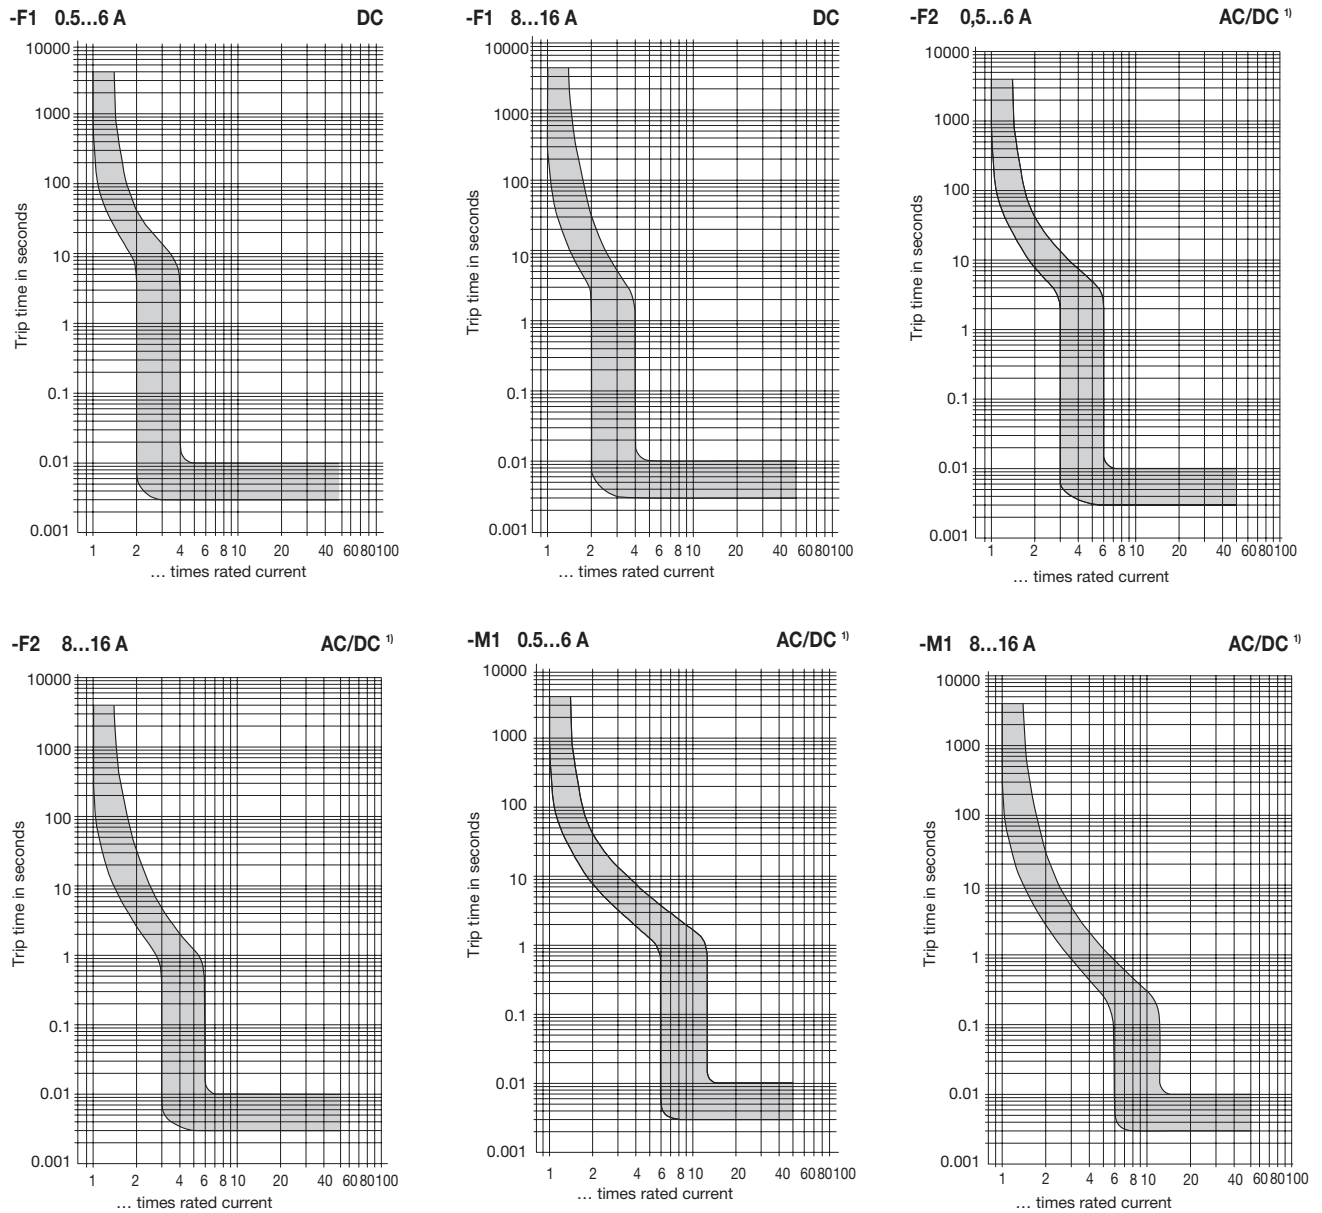 -F1 0.5...6 A DC
10000
1000
100
10
1
0.1
0.01
0.001
Trip time in seconds
1 2 4 6 8 10 20 40 60 80 100
... times rated current
-F1 8...16 A DC
10000
1000
100
10
1
0.1
0.01
0.001
Trip time in seconds
1 2 4 6 8 10 20 40 60 80 100
... times rated current
-F2 0,5...6 A AC/DC 1)
10000
1000
100
10
1
0.1
0.01
0.001
Trip time in seconds
1 2 4 6 8 10 20 40 60 80 100
... times rated current
-F2 8...16 A AC/DC 1)
10000
1000
100
10
1
0.1
0.01
0.001
Trip time in seconds
1 2 4 6 8 10 20 40 60 80 100
... times rated current
-M1 0.5...6 A AC/DC 1)
10000
1000
100
10
1
0.1
0.01
0.001
Trip time in seconds
1 2 4 6 8 10 20 40 60 80 100
... times rated current
-M1 8...16 A AC/DC 1)
10000
1000
100
10
1
0.1
0.01
0.001
Trip time in seconds
1 2 4 6 8 10 20 40 60 80 100
... times rated current